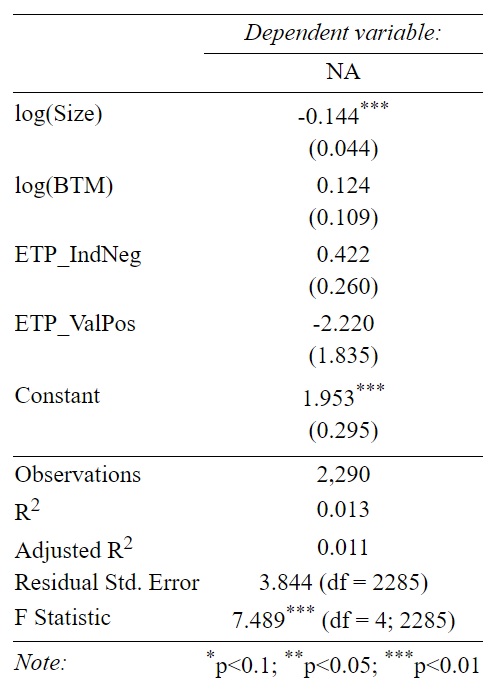 Dependent variable:
NA
log(Size) -0.144***
(0.044)
log(BTM) 0.124
(0.109)
ETP_IndNeg 0.422
(0.260)
ETP_ValPos -2.220
(1.835)
Constant 1.953***
(0.295)
Observations 2,290
R2 0.013
Adjusted R2 0.011
Residual Std. Error 3.844 (df = 2285)
F Statistic 7.489*** (df = 4; 2285)
Note: *p<0.1; **p<0.05; ***p<0.01